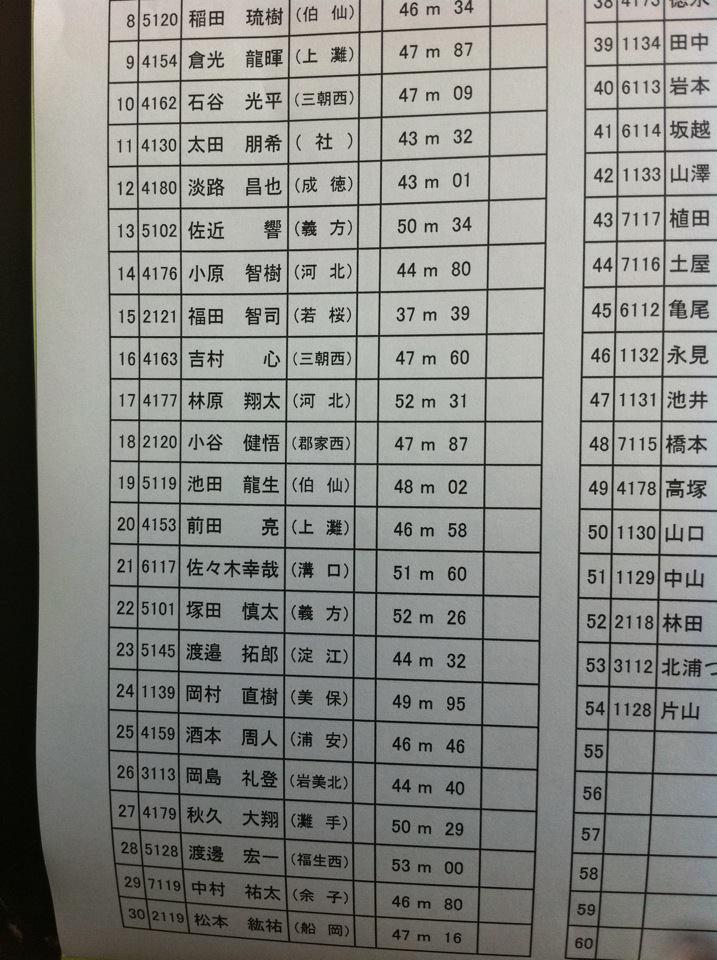 8 5120 稲田 琉樹 (伯 仙) 46 m 34
9 4154 倉光 龍暉 (上 灘) 47 m 87
10 4162 石谷 光平 (三朝西) 47 m 09
11 4130 太田 朋希 ( 社 ) 43 m 32
12 4180 淡路 昌也 (成 徳) 43 m 01
13 5102 佐近 響 (義 方) 50 m 34
14 4176 小原 智樹 (河 北) 44 m 80
15 2121 福田 智司 (若 桜) 37 m 39
16 4163 吉村 心 (三朝西) 47 m 60
17 4177 林原 翔太 (河 北) 52 m 31
18 2120 小谷 健悟 (郡家西) 47 m 87
19 5119 池田 龍生 (伯 仙) 48 m 02
20 4153 前田 亮 (上 灘) 46 m 58
21 6117 佐々木幸哉 (溝 口) 51 m 60
22 5101 塚田 慎太 (義 方) 52 m 26
23 5145 渡邉 拓郎 (淀 江) 44 m 32
24 1139 岡村 直樹 (美 保) 49 m 95
25 4159 酒本 周人 (浦 安) 46 m 46
26 3113 岡島 礼登 (岩美北) 44 m 40
27 4179 秋久 大翔 (灘 手) 50 m 29
28 5128 渡邊 宏一 (福生西) 53 m 00
29 7119 中村 祐太 (余 子) 46 m 80
30 2119 松本 紘祐 (船 岡) 47 m 16
38 4173 徳永
39 1134 田中
40 6113 岩本
41 6114 坂越
42 1133 山澤
43 7117 植田
44 7116 土屋
45 6112 亀尾
46 1132 永見
47 1131 池井
48 7115 橋本
49 4178 高塚
50 1130 山口
51 1129 中山
52 2118 林田
53 3112 北浦つ
54 1128 片山
55
56
57
58
59
60